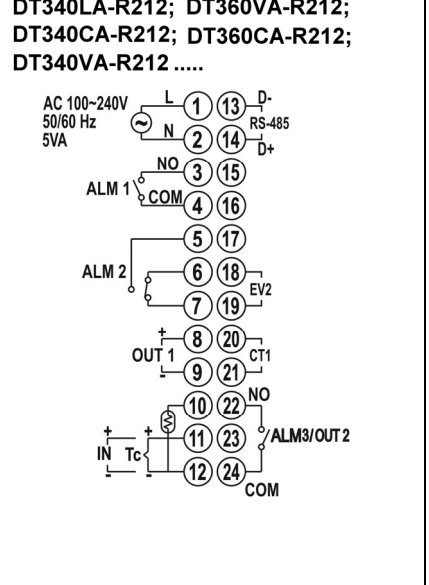 DT340LA-R212; DT360VA-R212;
DT340CA-R212; DT360CA-R212;
DT340VA-R212 .....
AC 100~240V
50/60 Hz
5VA
L
N
1 13 D-
RS-485
2 14 D+
NO 3 15
ALM 1
COM 4 16
5 17
ALM 2
6 18
EV2
7 19
+ 8 20
OUT 1 CT1
- 9 21
10 22 NO
+ + 11 23 ALM3/OUT 2
IN Tc
- - 12 24
COM